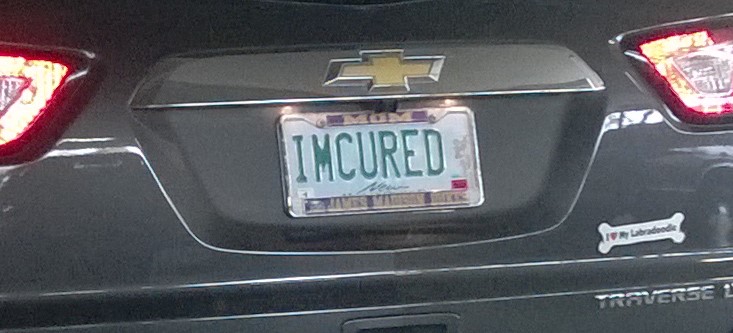 MOM
IMCURED
JAMES MADISON DUKES
I ♥ My Labradoodle
TRAVERSE L